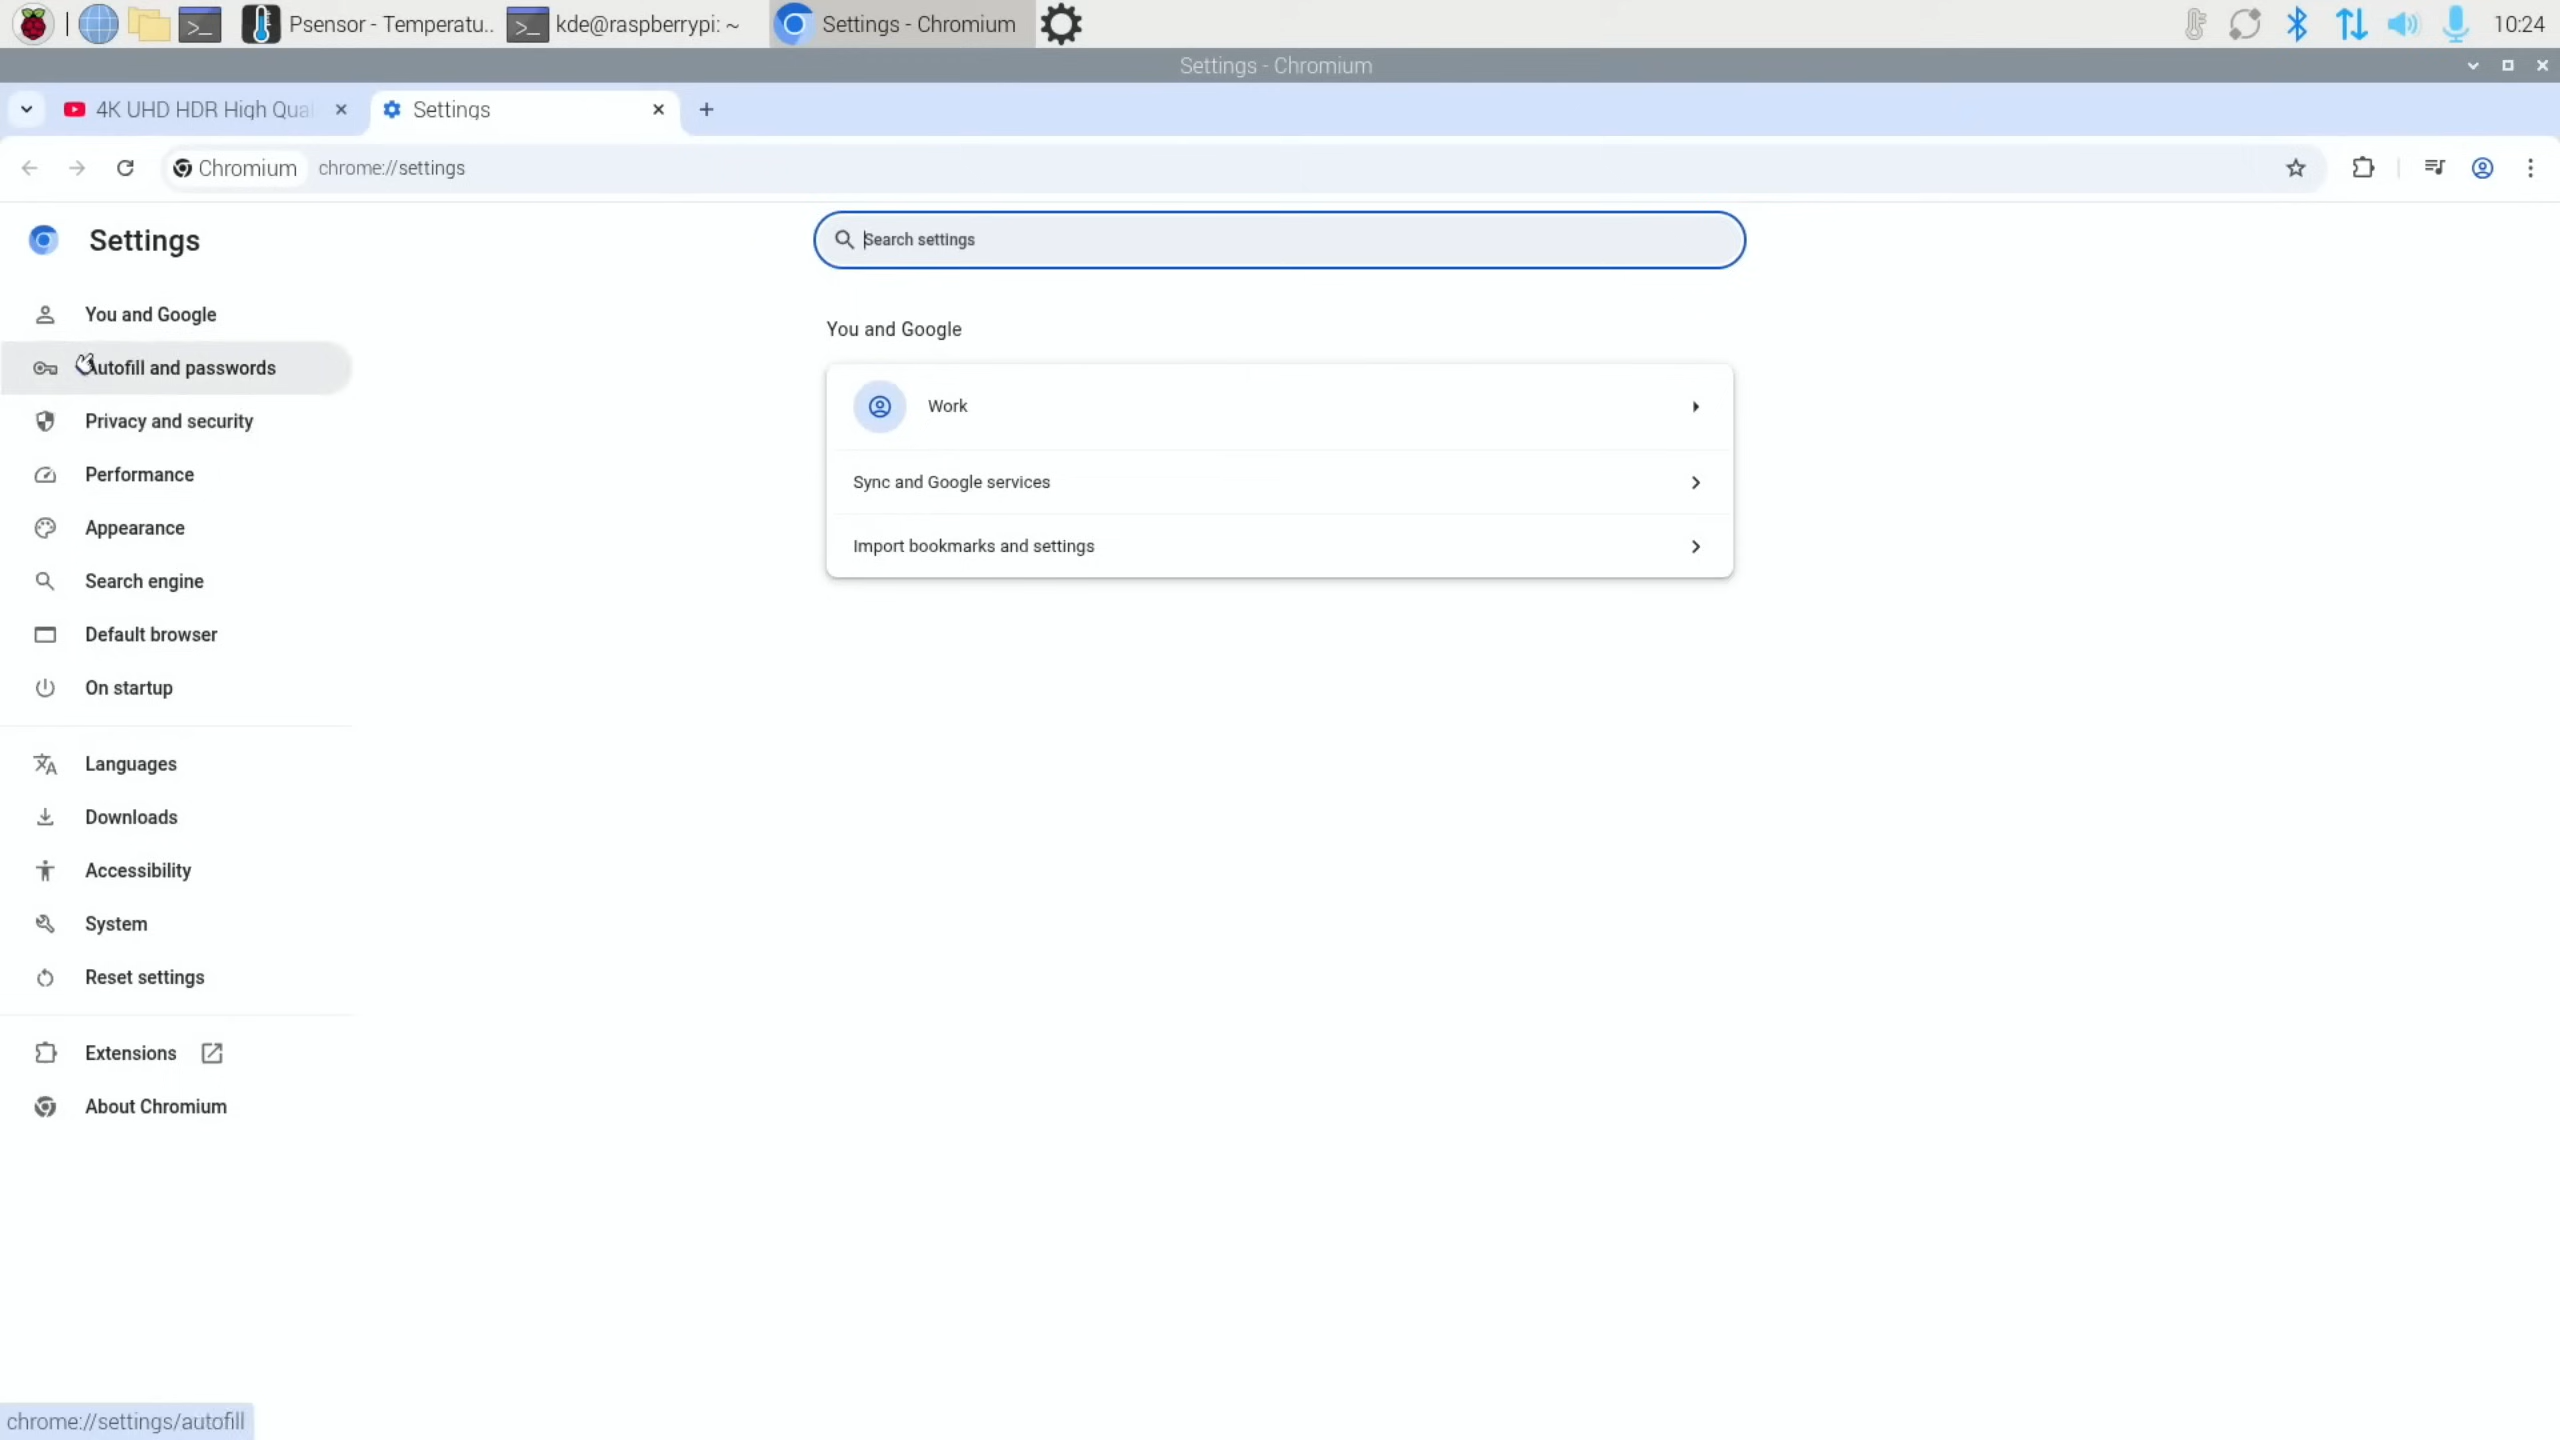 Psensor - Temperatu.. kde@raspberrypi: ~ Settings - Chromium 10:24
Settings - Chromium
4K UHD HDR High Qual Settings
Chromium chrome://settings
Settings
Search settings
You and Google
Autofill and passwords
Privacy and security
Performance
Appearance
Search engine
Default browser
On startup
Languages
Downloads
Accessibility
System
Reset settings
Extensions
About Chromium
You and Google
Work
Sync and Google services
Import bookmarks and settings
chrome://settings/autofill